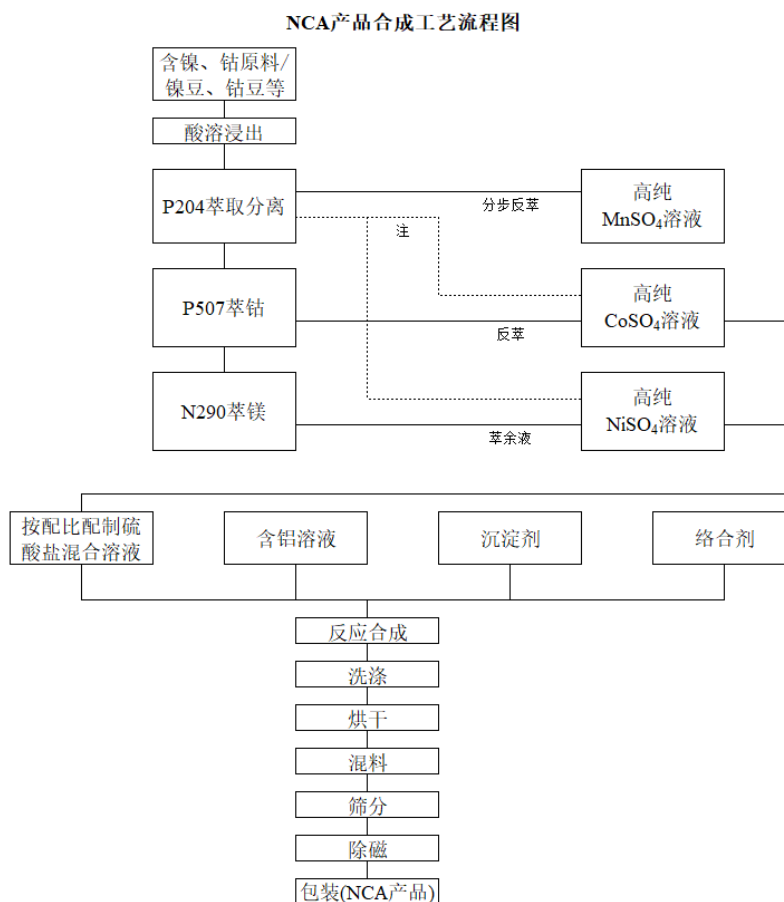 NCA产品合成工艺流程图
含镍、钴原料/
镍豆、钴豆等
酸溶浸出
P204萃取分离
分步反萃
高纯
MnSO₄溶液
注
P507萃钴
反萃
高纯
CoSO₄溶液
N290萃镁
萃余液
高纯
NiSO₄溶液
按配比配制硫
酸盐混合溶液
含铝溶液
沉淀剂
络合剂
反应合成
洗涤
烘干
混料
筛分
除磁
包装(NCA产品)